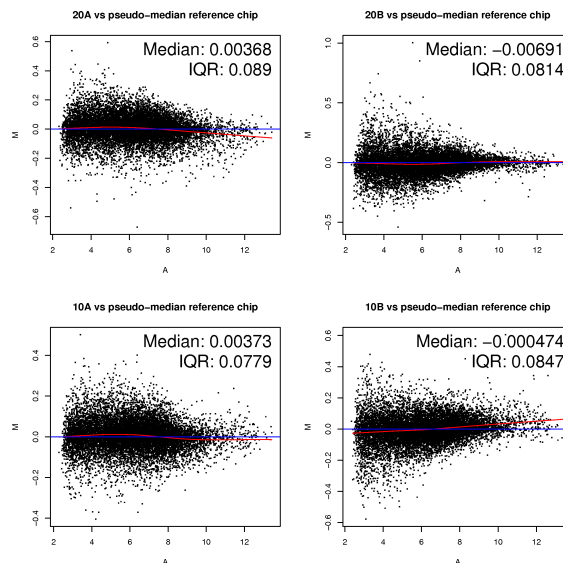 20A vs pseudo−median reference chip
Median: 0.00368
IQR: 0.089
0.6
0.4
0.2
0.0
−0.2
−0.4
−0.6
M
2 4 6 8 10 12
A
20B vs pseudo−median reference chip
Median: −0.00691
IQR: 0.0814
1.0
0.5
0.0
−0.5
M
2 4 6 8 10 12
A
10A vs pseudo−median reference chip
Median: 0.00373
IQR: 0.0779
0.4
0.2
0.0
−0.2
−0.4
M
2 4 6 8 10 12
A
10B vs pseudo−median reference chip
Median: −0.000474
IQR: 0.0847
0.6
0.4
0.2
0.0
−0.2
−0.4
−0.6
M
2 4 6 8 10 12
A